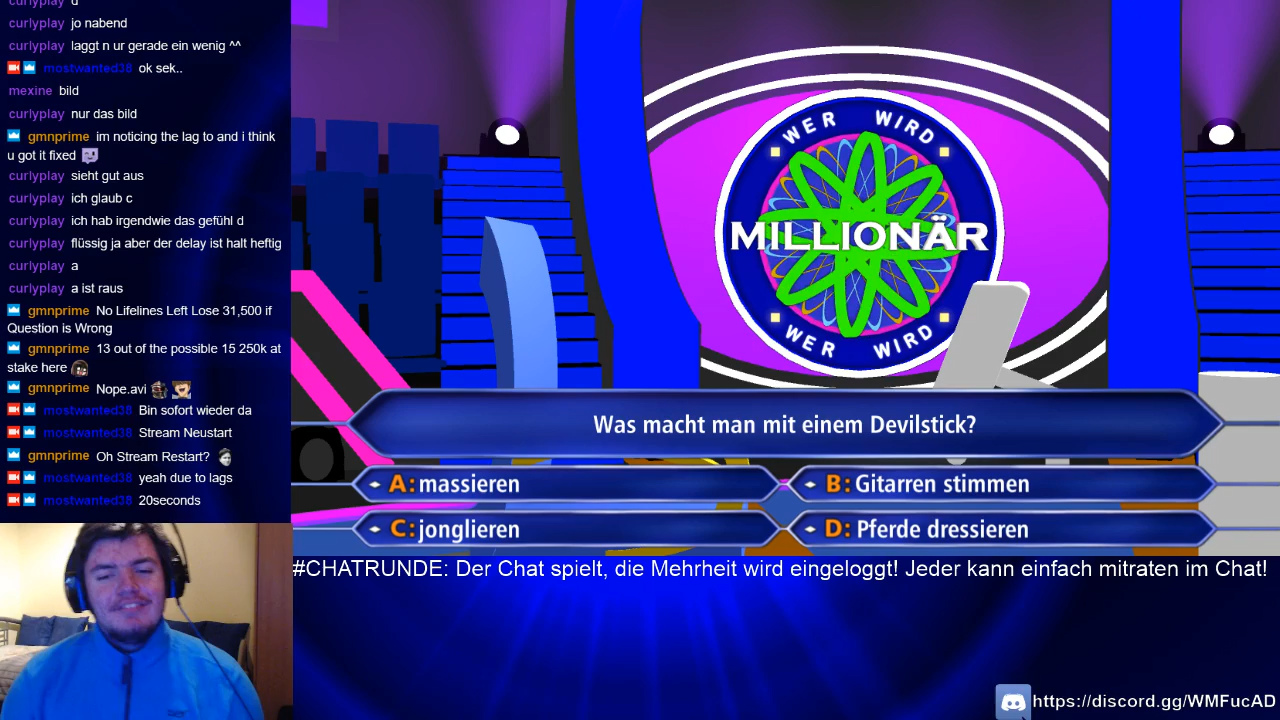 curlyplay d
curlyplay jo nabend
curlyplay laggt n ur gerade ein wenig ^^
mostwanted38 ok sek..
mexine bild
curlyplay nur das bild
gmnprime im noticing the lag to and i think
u got it fixed
curlyplay sieht gut aus
curlyplay ich glaub c
curlyplay ich hab irgendwie das gefühl d
curlyplay flüssig ja aber der delay ist halt heftig
curlyplay a
curlyplay a ist raus
gmnprime No Lifelines Left Lose 31,500 if
Question is Wrong
gmnprime 13 out of the possible 15 250k at
stake here
gmnprime Nope.avi
mostwanted38 Bin sofort wieder da
mostwanted38 Stream Neustart
gmnprime Oh Stream Restart?
mostwanted38 yeah due to lags
mostwanted38 20seconds
WER WIRD
MILLIONÄR
WER WIRD
Was macht man mit einem Devilstick?
A: massieren
B: Gitarren stimmen
C: jonglieren
D: Pferde dressieren
#CHATRUNDE: Der Chat spielt, die Mehrheit wird eingeloggt! Jeder kann einfach mitraten im Chat!
https://discord.gg/WMFucAD